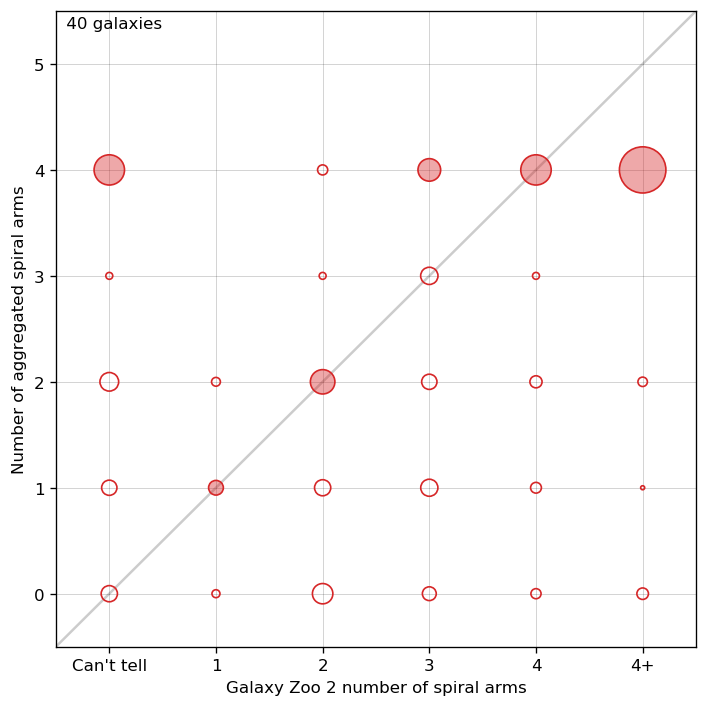 40 galaxies
5
4
3
2
1
0
Number of aggregated spiral arms
Can't tell 1 2 3 4 4+
Galaxy Zoo 2 number of spiral arms